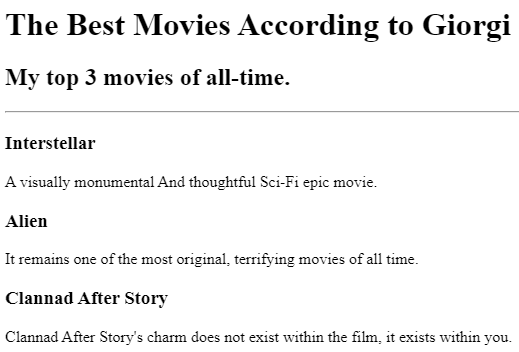 The Best Movies According to Giorgi
My top 3 movies of all-time.
Interstellar
A visually monumental And thoughtful Sci-Fi epic movie.
Alien
It remains one of the most original, terrifying movies of all time.
Clannad After Story
Clannad After Story's charm does not exist within the film, it exists within you.